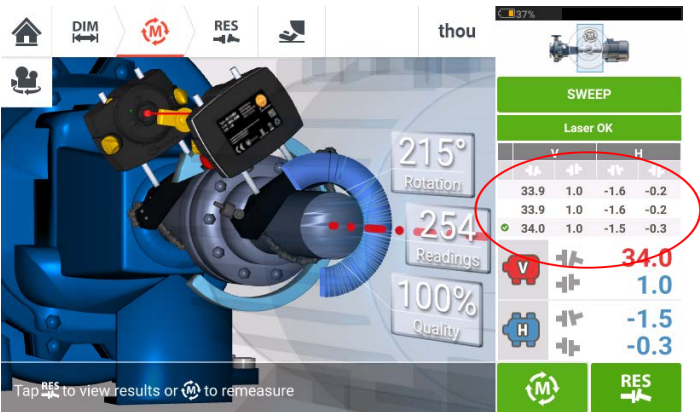 DIM
M
RES
thou
37%
SWEEP
Laser OK
V H
33.9 1.0 -1.6 -0.2
33.9 1.0 -1.6 -0.2
34.0 1.0 -1.5 -0.3
215°
Rotation
254
Readings
100%
Quality
V 34.0
1.0
H -1.5
-0.3
Tap RES to view results or M to remeasure
M RES